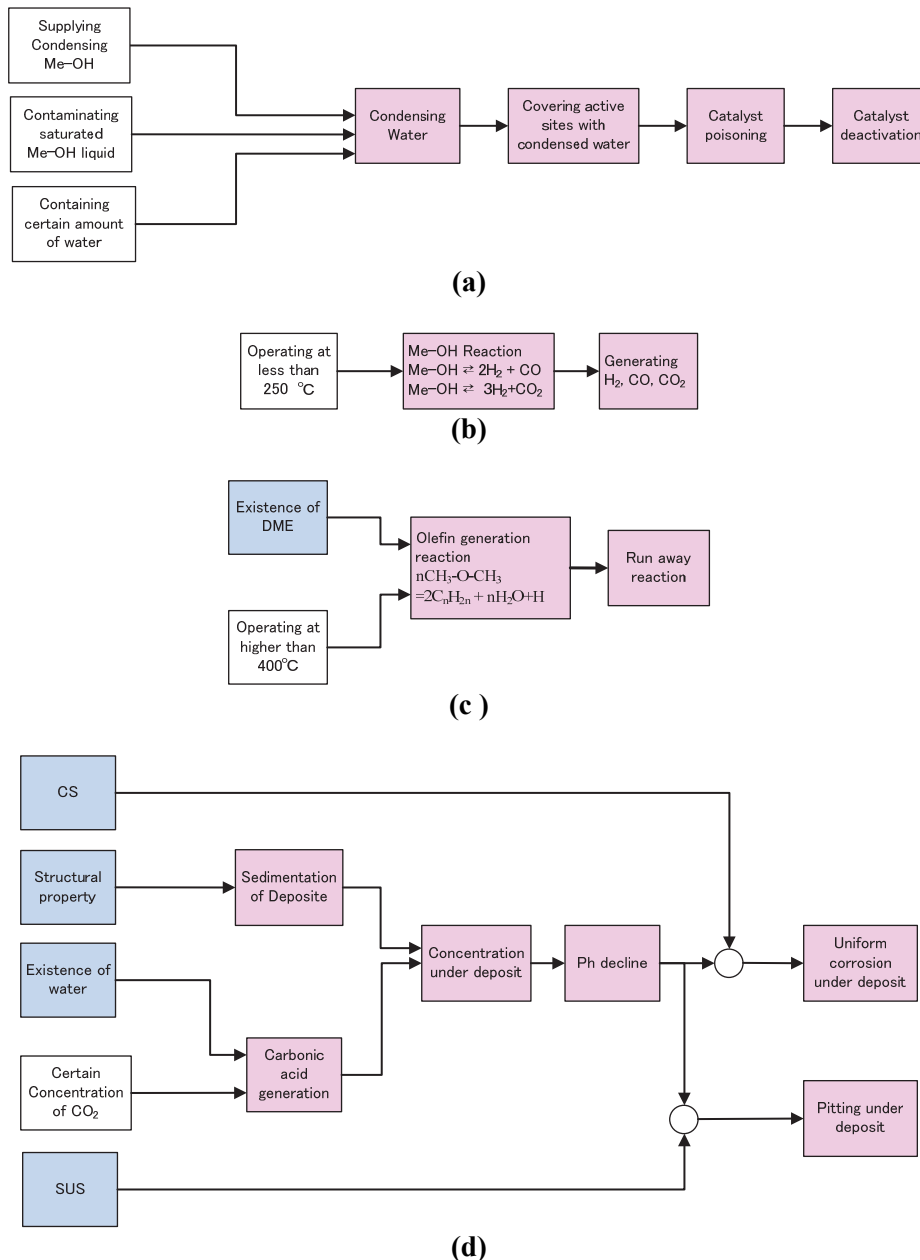 Supplying
Condensing
Me-OH
Contaminating
saturated
Me-OH liquid
Containing
certain amount
of water
Condensing
Water
Covering active
sites with
condensed water
Catalyst
poisoning
Catalyst
deactivation
(a)
Operating at
less than
250 °C
Me-OH Reaction
Me-OH ⇄ 2H₂ + CO
Me-OH ⇄ 3H₂+CO₂
Generating
H₂, CO, CO₂
(b)
Existence of
DME
Operating at
higher than
400°C
Olefin generation
reaction
nCH₃-O-CH₃
=2CₙH₂ₙ + nH₂O+H
Run away
reaction
(c )
CS
Structural
property
Existence of
water
Certain
Concentration
of CO₂
SUS
Sedimentation
of Deposite
Carbonic
acid
generation
Concentration
under deposit
Ph decline
Uniform
corrosion
under deposit
Pitting under
deposit
(d)